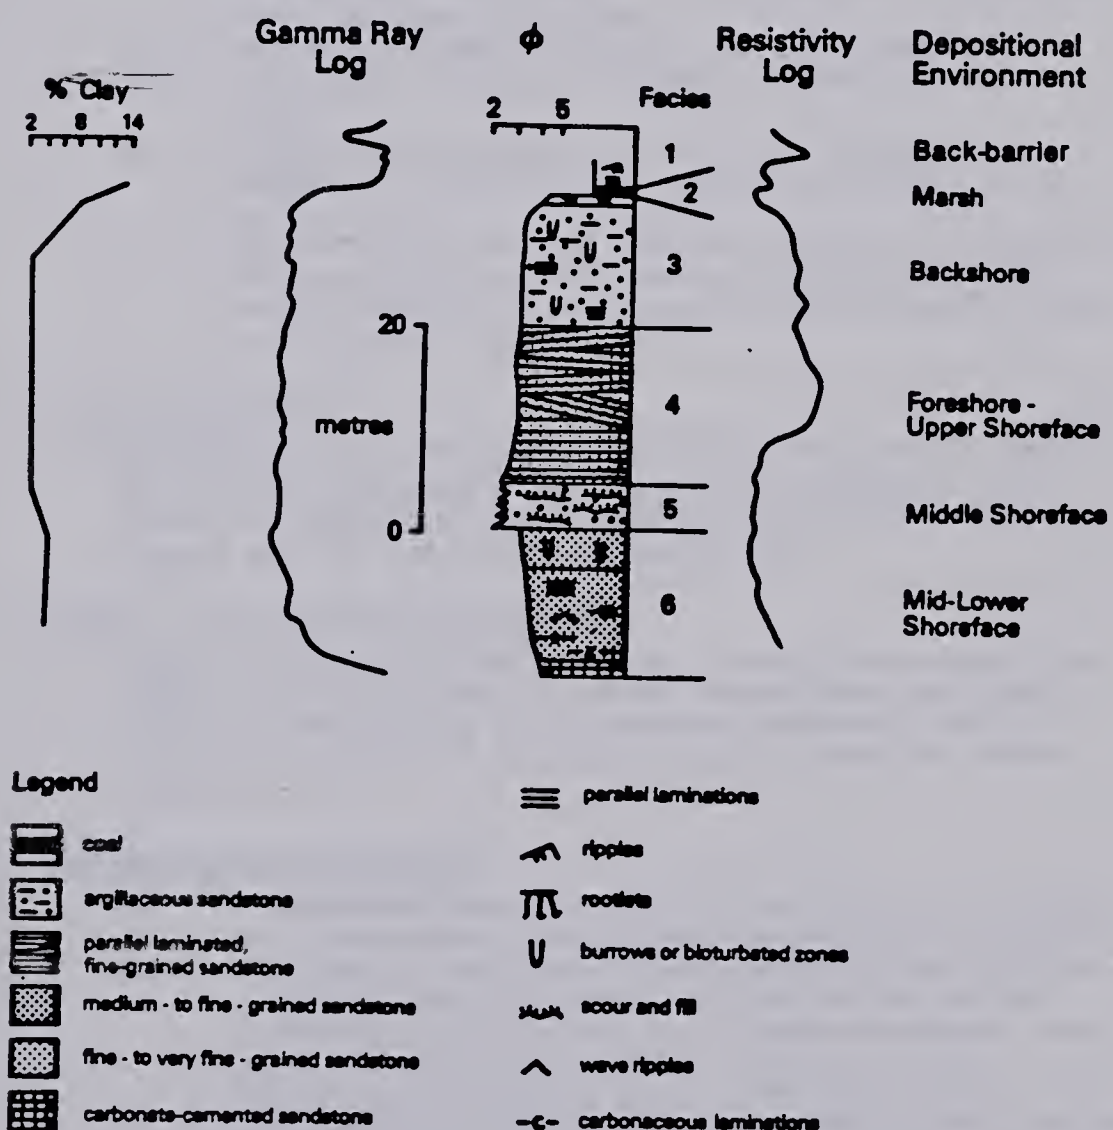 Gamma Ray
Log
ϕ
Resistivity
Log
Depositional
Environment
% Clay
2 8 14
2 5
Facies
1
2
3
4
5
6
20
metres
0
Back-barrier
Marsh
Backshore
Foreshore -
Upper Shoreface
Middle Shoreface
Mid-Lower
Shoreface
Legend
coal
argillaceous sandstone
parallel laminated,
fine-grained sandstone
medium - to fine - grained sandstone
fine - to very fine - grained sandstone
carbonate-cemented sandstone
parallel laminations
ripples
rootlets
burrows or bioturbated zones
scour and fill
wave ripples
-c- carbonaceous laminations